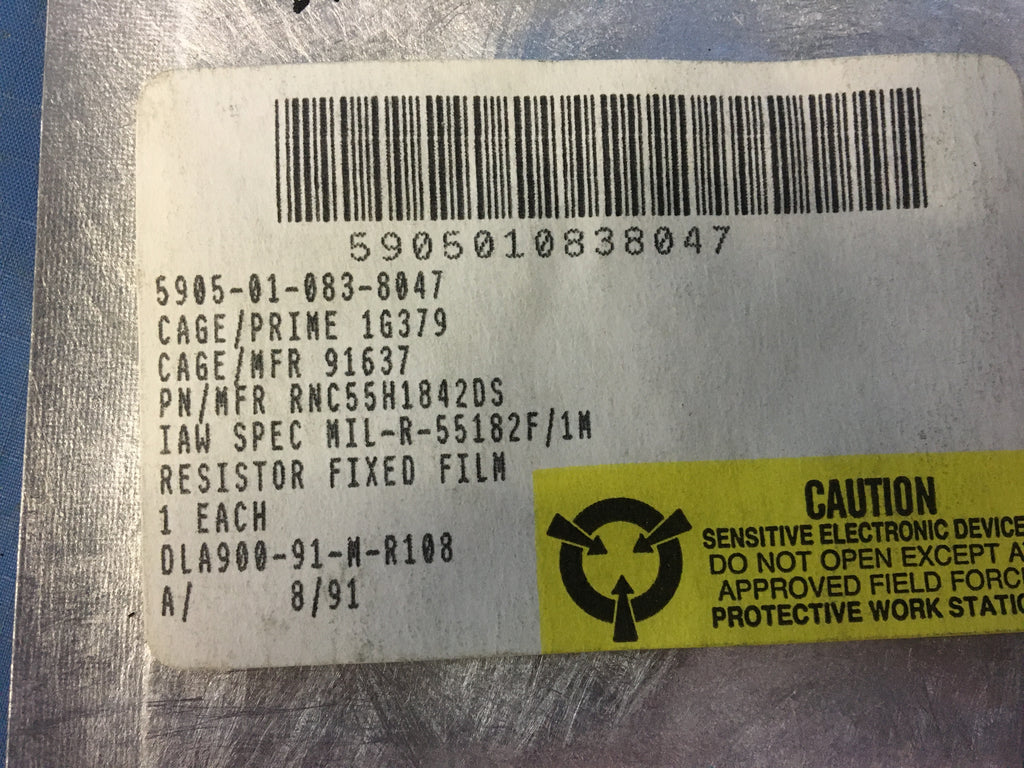 5905010838047
5905-01-083-8047
CAGE/PRIME 1G379
CAGE/MFR 91637
PN/MFR RNC55H1842DS
IAW SPEC MIL-R-55182F/1M
RESISTOR FIXED FILM
1 EACH
DLA900-91-M-R108
A/ 8/91
CAUTION
SENSITIVE ELECTRONIC DEVICE
DO NOT OPEN EXCEPT A
APPROVED FIELD FORC
PROTECTIVE WORK STATIO